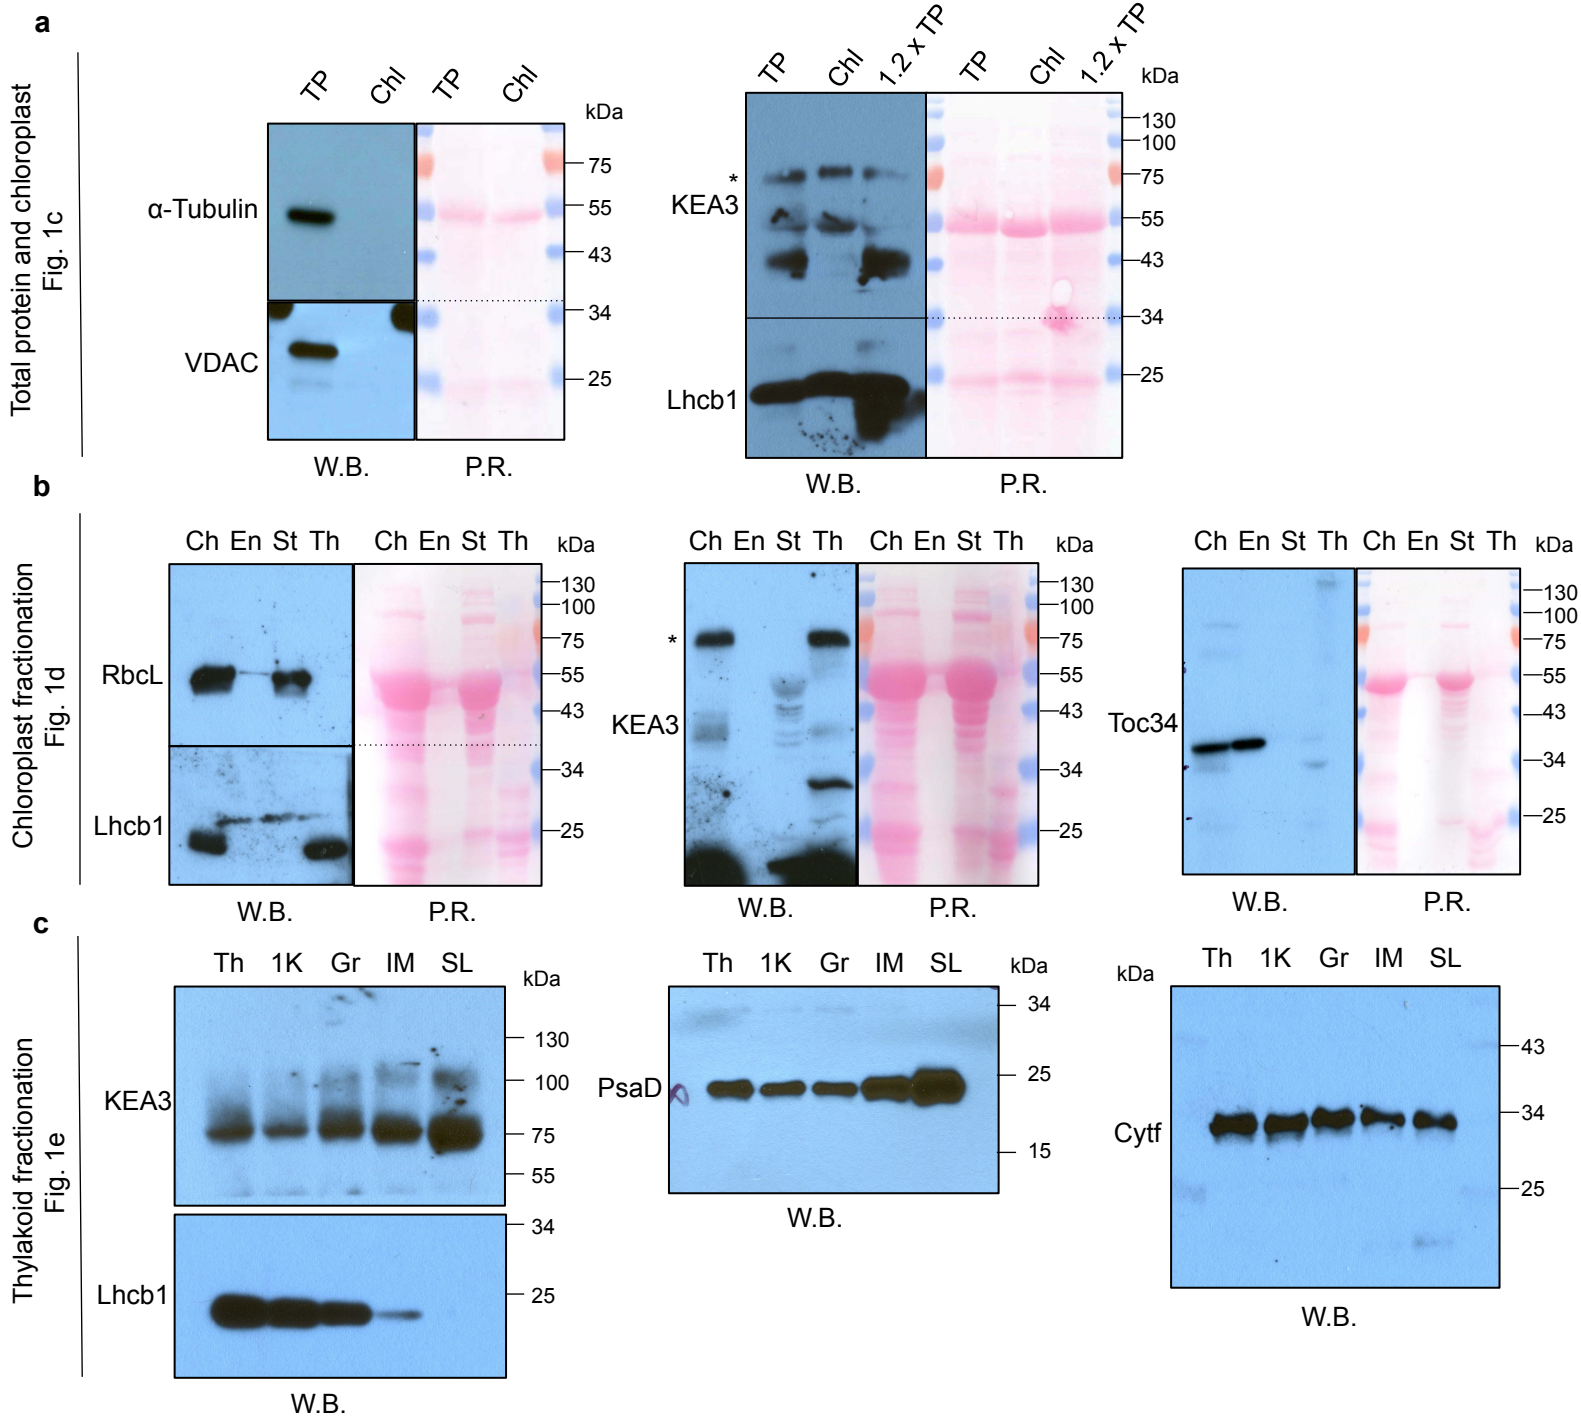 a
Total protein and chloroplast
Fig. 1c
TP Chl TP Chl
kDa
α-Tubulin
VDAC
75
55
43
34
25
W.B. P.R.
TP Chl 1.2 x TP TP Chl 1.2 x TP
kDa
*
KEA3
Lhcb1
130
100
75
55
43
34
25
W.B. P.R.
b
Chloroplast fractionation
Fig. 1d
Ch En St Th Ch En St Th kDa
RbcL
Lhcb1
130
100
75
55
43
34
25
W.B. P.R.
Ch En St Th Ch En St Th kDa
*
KEA3
130
100
75
55
43
34
25
W.B. P.R.
Ch En St Th Ch En St Th kDa
Toc34
130
100
75
55
43
34
25
W.B. P.R.
c
Thylakoid fractionation
Fig. 1e
Th 1K Gr IM SL
kDa
KEA3
130
100
75
55
Lhcb1
34
25
W.B.
Th 1K Gr IM SL kDa
PsaD
34
25
15
W.B.
kDa Th 1K Gr IM SL
Cytf
43
34
25
W.B.